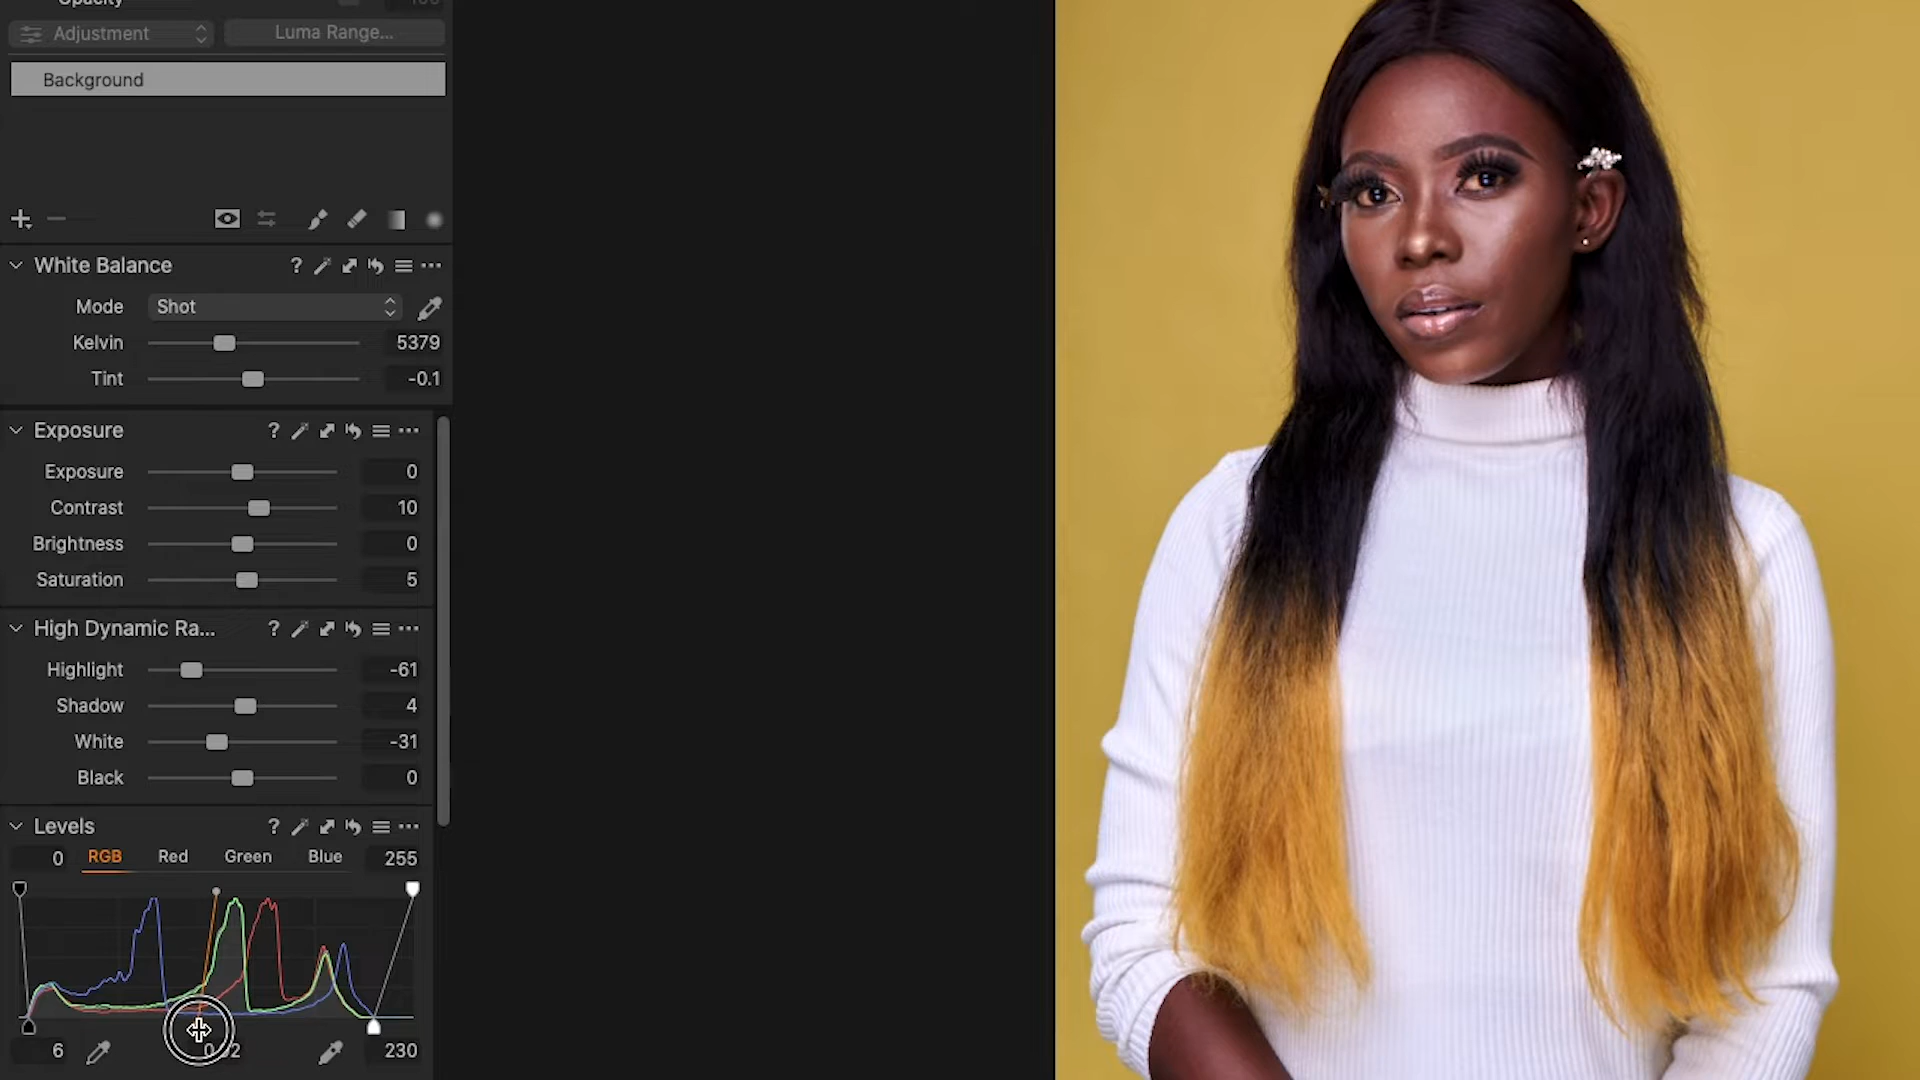 Opacity
Adjustment
Luma Range...
Background
White Balance ?
Mode Shot
Kelvin 5379
Tint -0.1
Exposure ?
Exposure 0
Contrast 10
Brightness 0
Saturation 5
High Dynamic Ra... ?
Highlight -61
Shadow 4
White -31
Black 0
Levels ?
0 RGB Red Green Blue 255
6 230